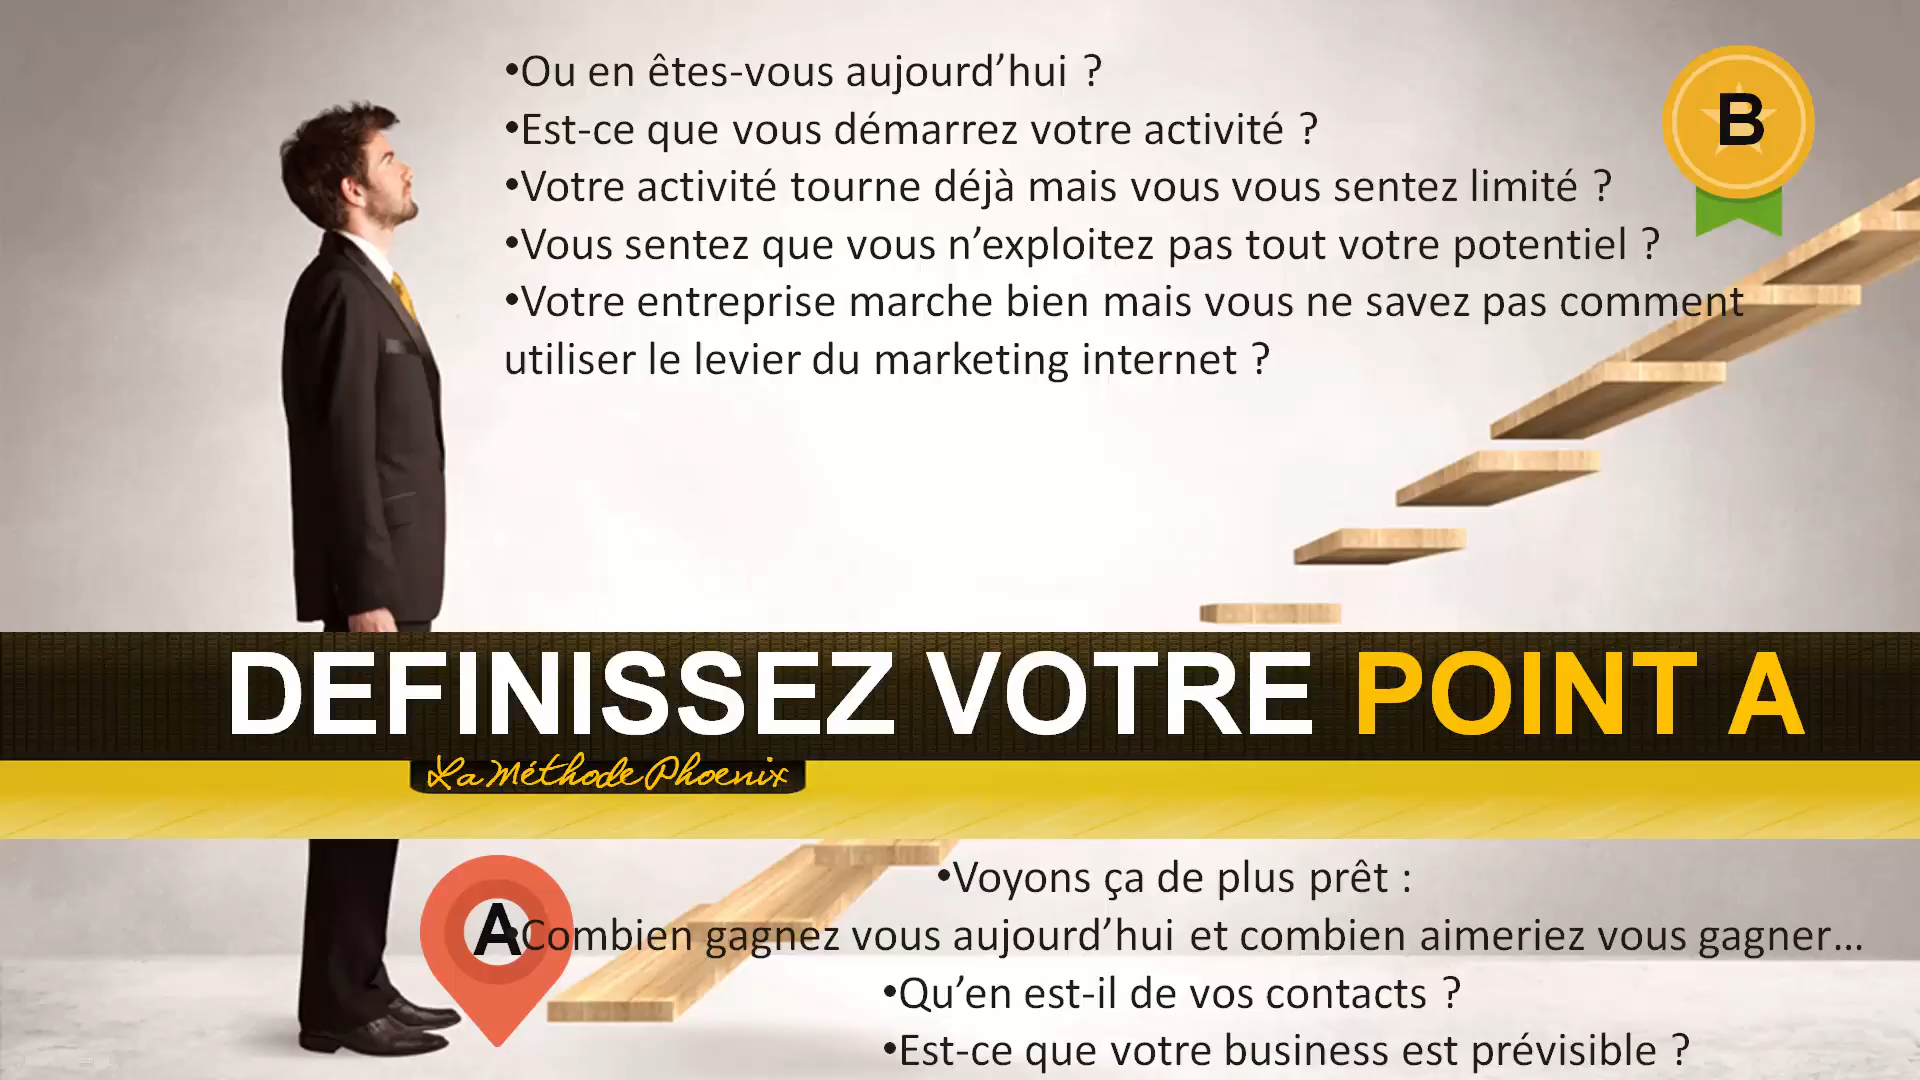 •Ou en êtes-vous aujourd’hui ?
•Est-ce que vous démarrez votre activité ?
•Votre activité tourne déjà mais vous vous sentez limité ?
•Vous sentez que vous n’exploitez pas tout votre potentiel ?
•Votre entreprise marche bien mais vous ne savez pas comment
utiliser le levier du marketing internet ?
B
DEFINISSEZ VOTRE POINT A
La Méthode Phoenix
•Voyons ça de plus prêt :
A
•Combien gagnez vous aujourd’hui et combien aimeriez vous gagner...
•Qu’en est-il de vos contacts ?
•Est-ce que votre business est prévisible ?